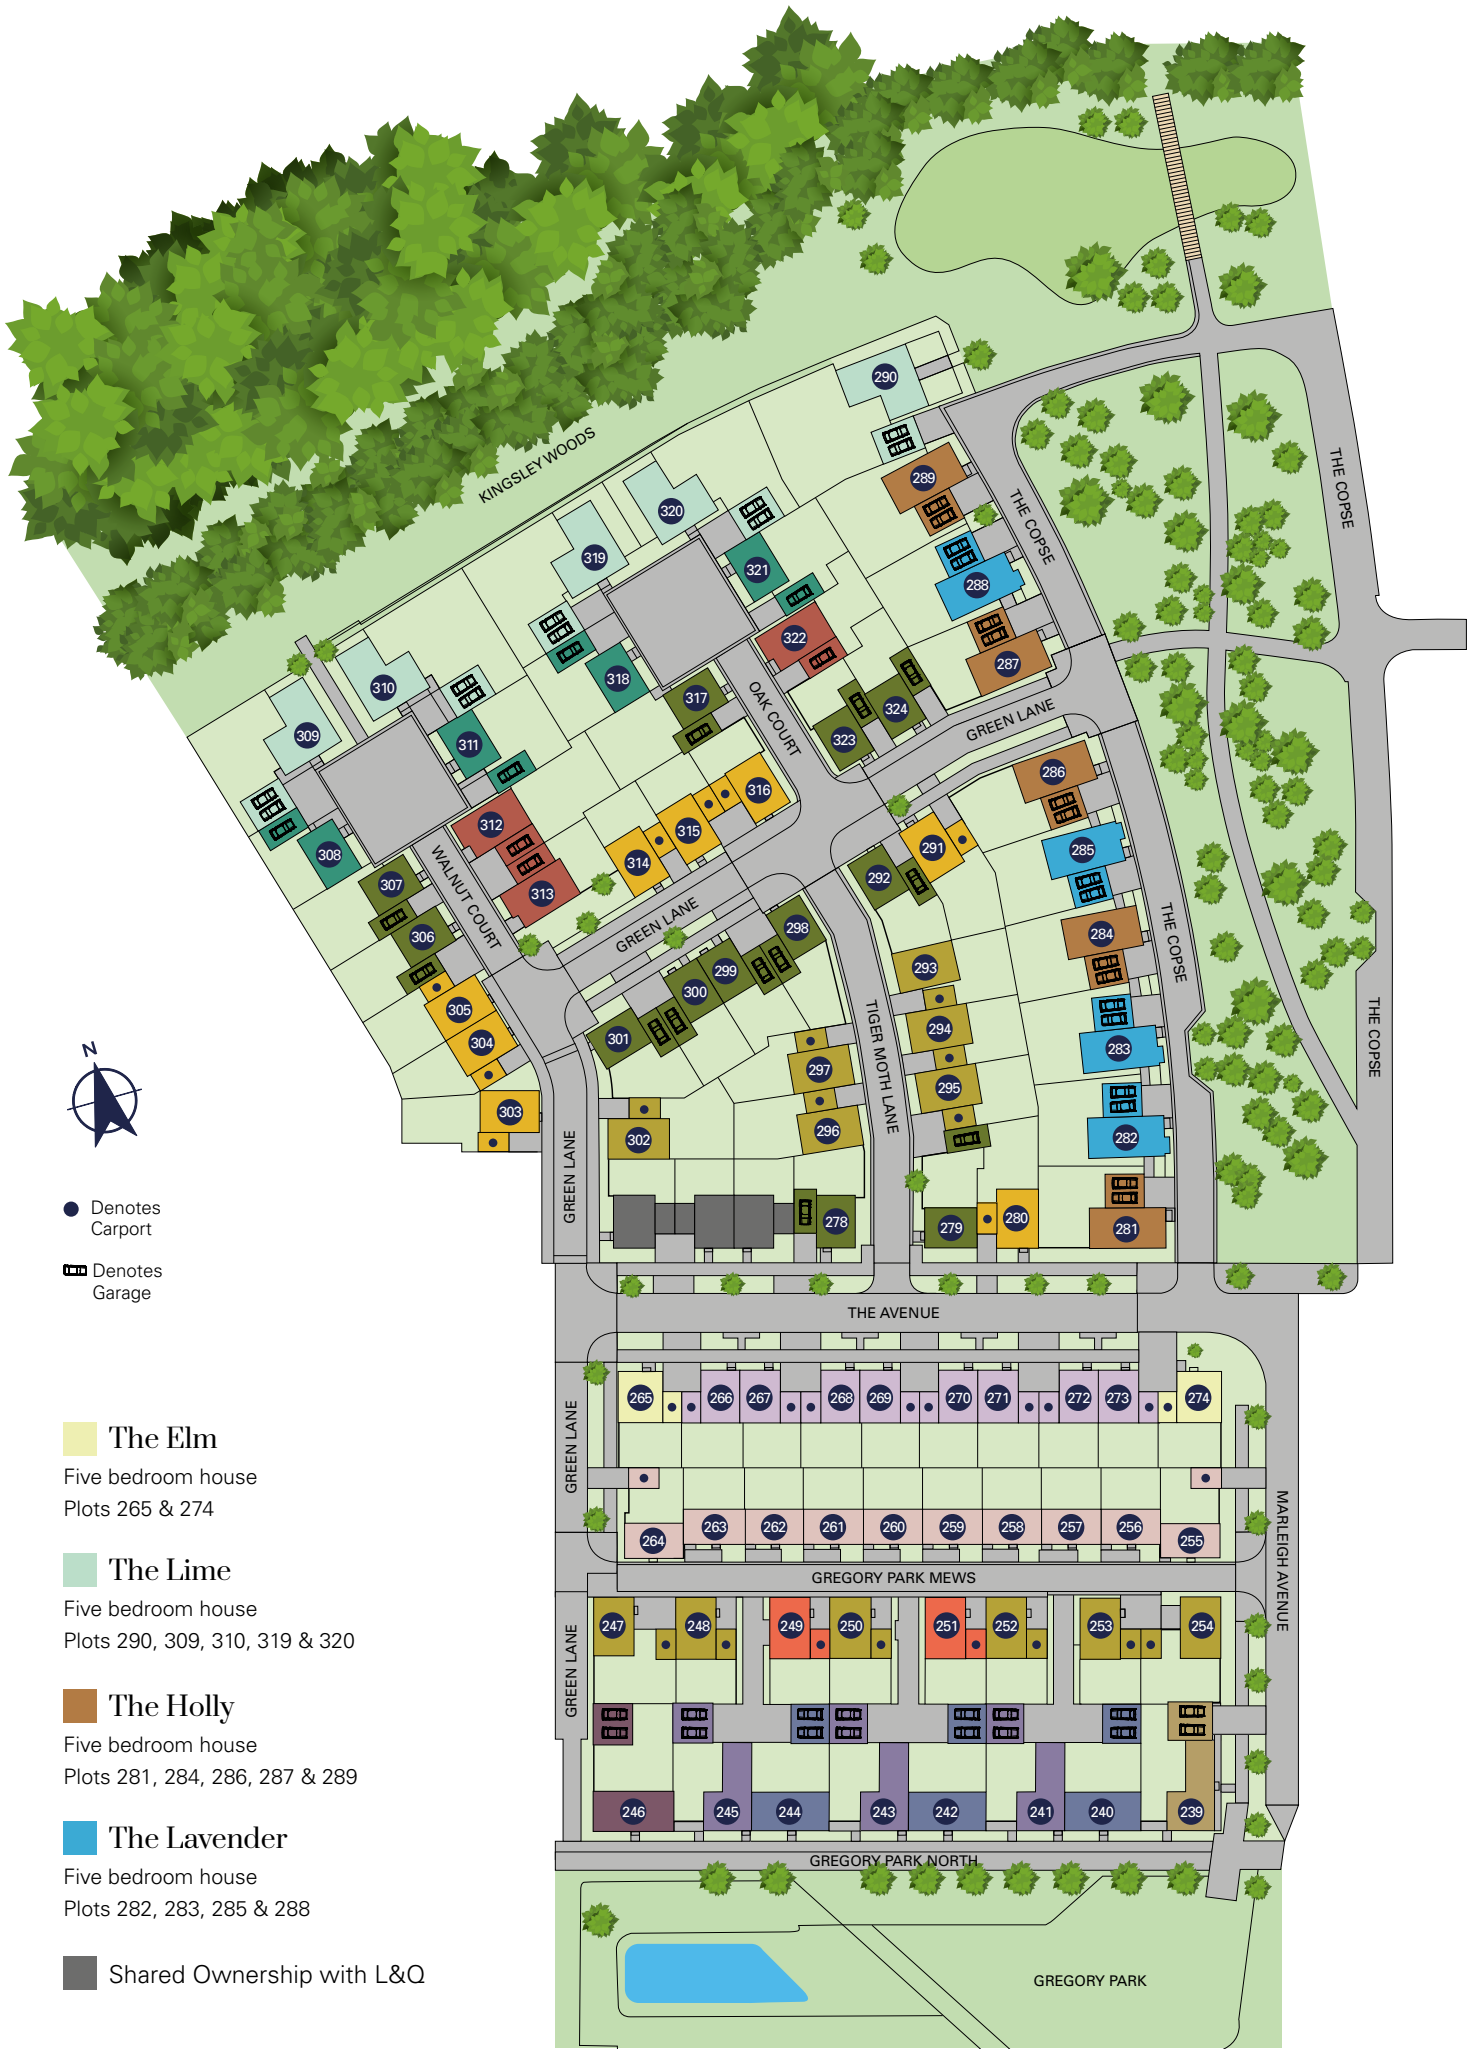 KINGSLEY WOODS
290
289
THE COPSE
THE COPSE
320
319
321
288
322
287
318
310
317
OAK COURT
324
GREEN LANE
309
311
323
286
316
312
315
291
285
308
314
WALNUT COURT
307
313
292
GREEN LANE
298
284
THE COPSE
306
299
293
300
305
301
304
TIGER MOTH LANE
294
283
THE COPSE
297
295
303
302
296
282
GREEN LANE
278
279
280
281
N
Denotes
Carport
Denotes
Garage
THE AVENUE
265
266
267
268
269
270
271
272
273
274
GREEN LANE
MARLEIGH AVENUE
264
263
262
261
260
259
258
257
256
255
GREGORY PARK MEWS
247
248
249
250
251
252
253
254
GREEN LANE
246
245
244
243
242
241
240
239
GREGORY PARK NORTH
GREGORY PARK
The Elm
Five bedroom house
Plots 265 & 274
The Lime
Five bedroom house
Plots 290, 309, 310, 319 & 320
The Holly
Five bedroom house
Plots 281, 284, 286, 287 & 289
The Lavender
Five bedroom house
Plots 282, 283, 285 & 288
Shared Ownership with L&Q